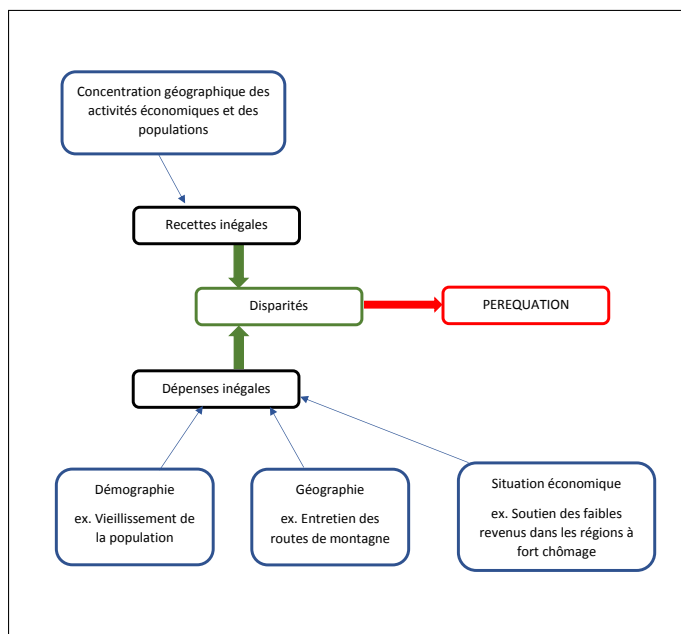 Concentration géographique des
activités économiques et des
populations
Recettes inégales
Disparités
PEREQUATION
Dépenses inégales
Démographie
ex. Vieillissement de
la population
Géographie
ex. Entretien des
routes de montagne
Situation économique
ex. Soutien des faibles
revenus dans les régions à
fort chômage